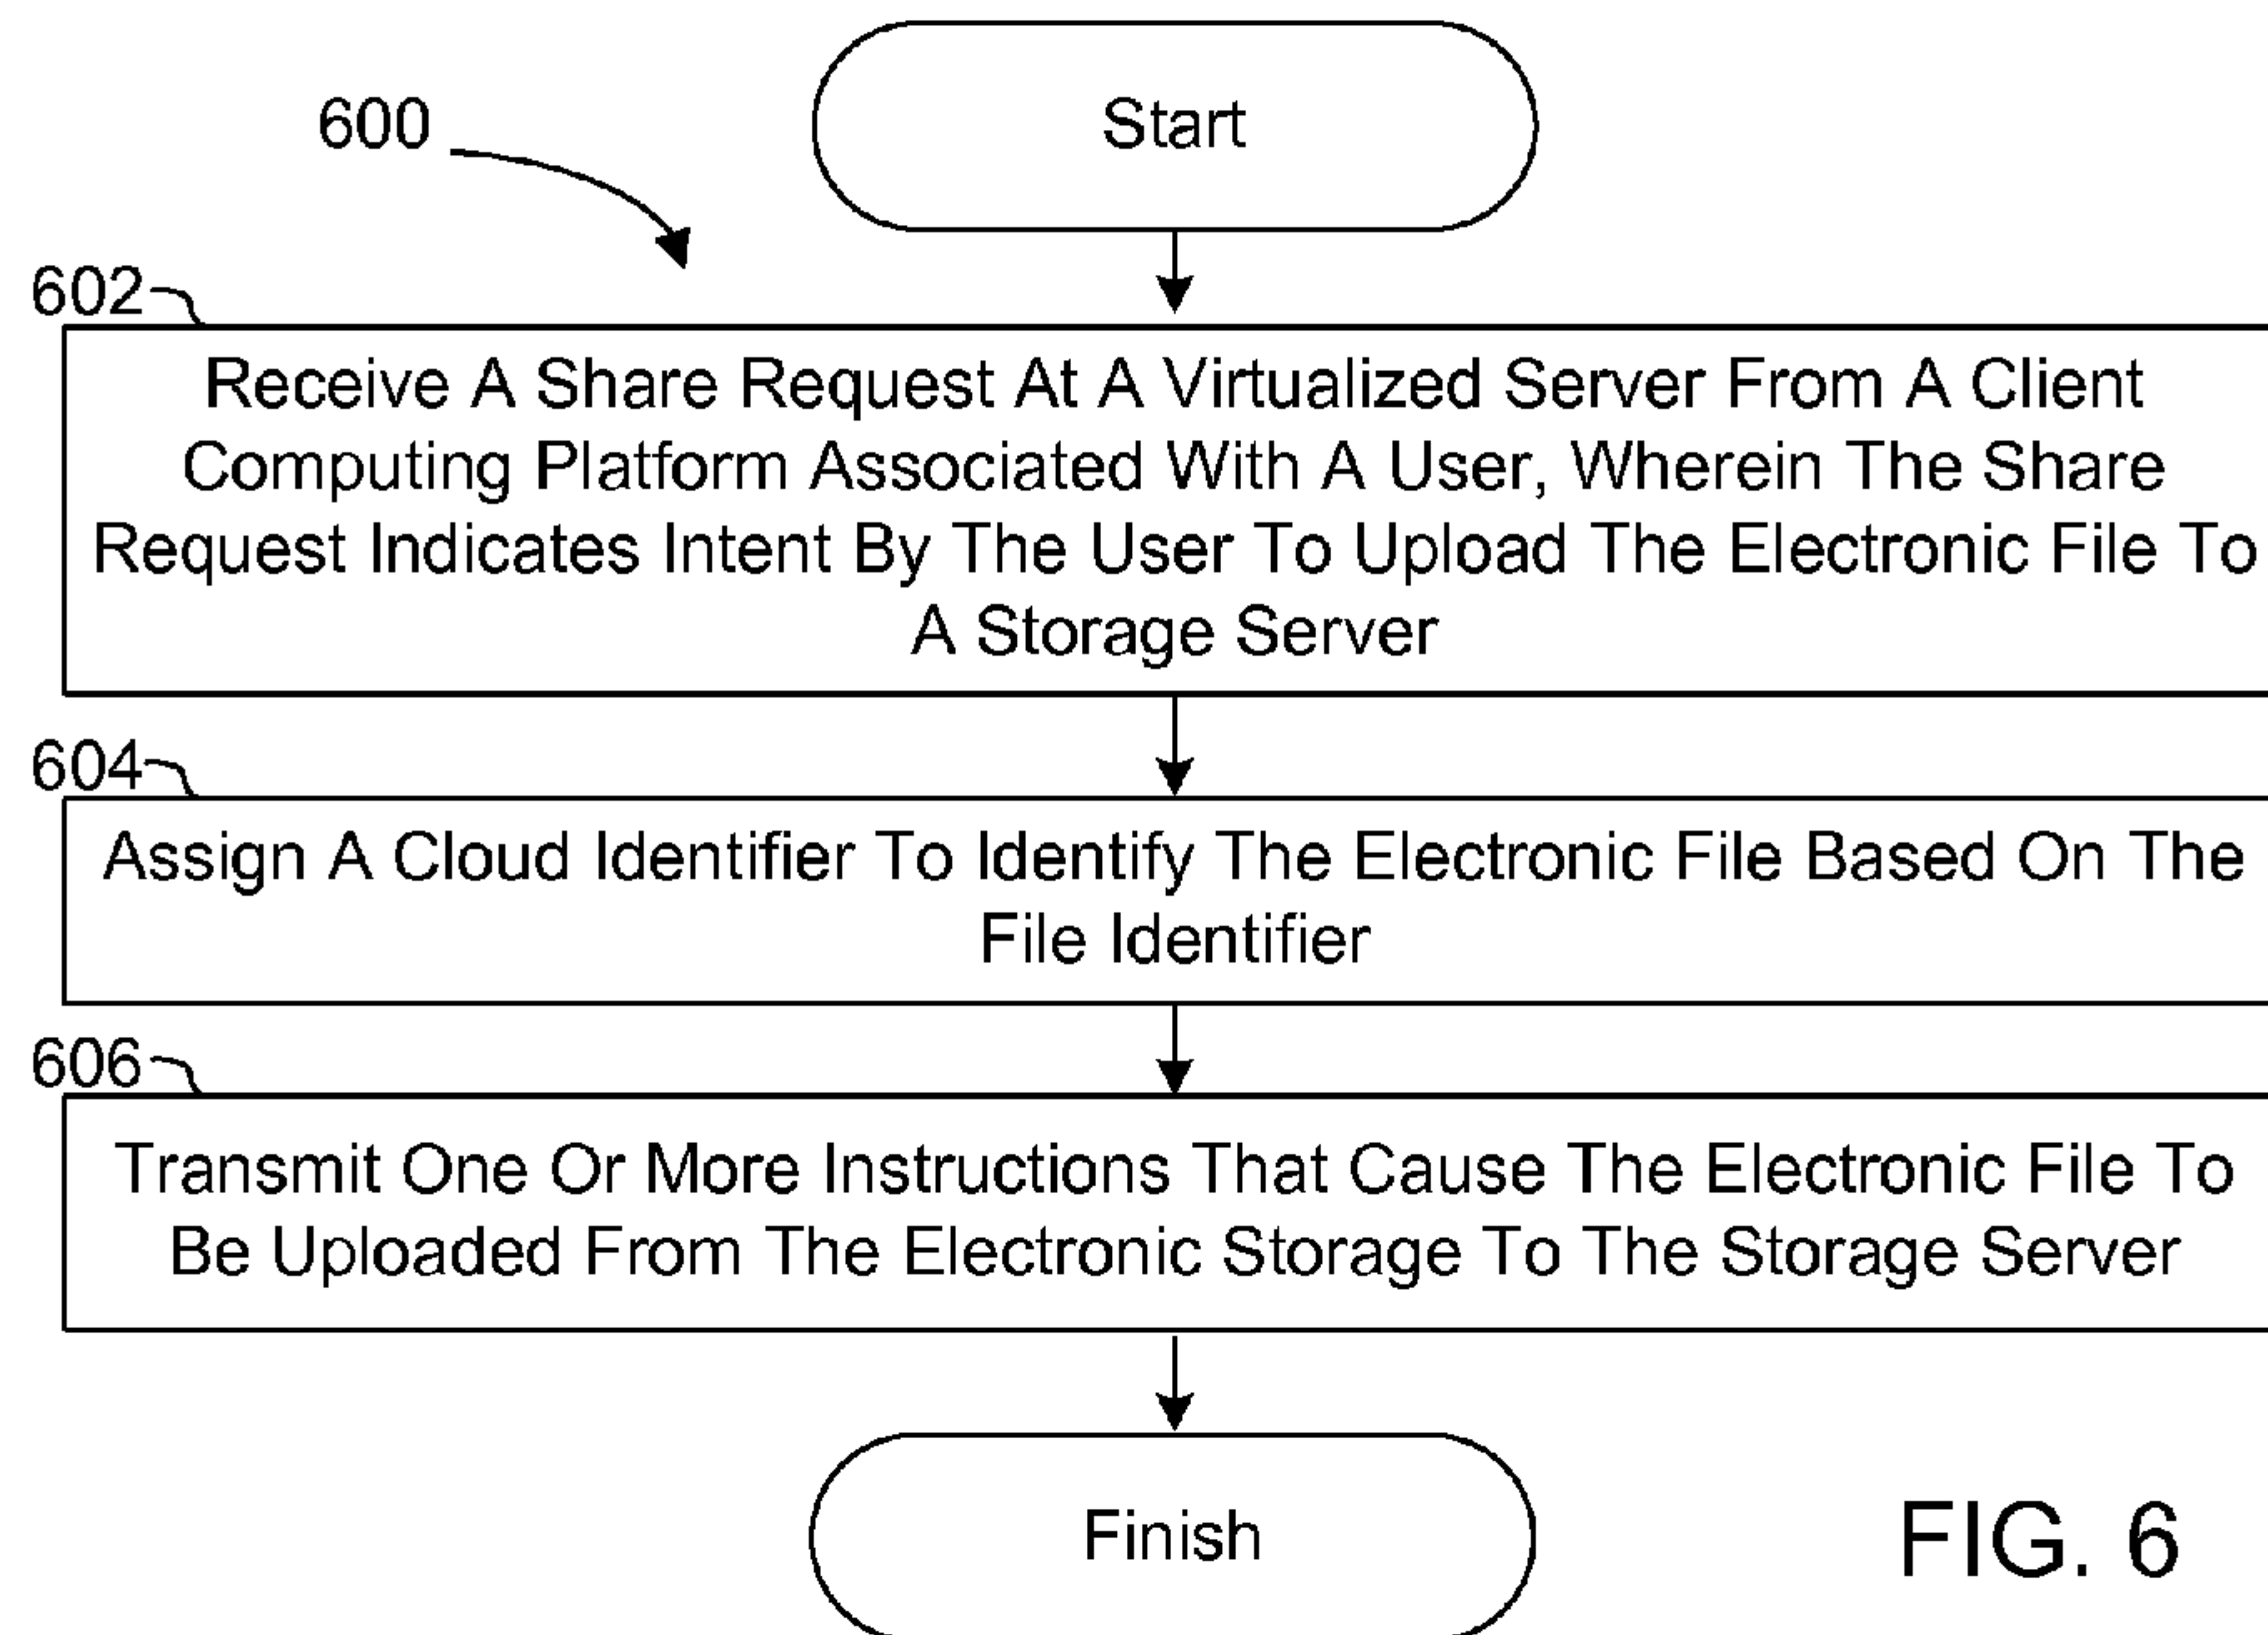 Start
600
602
Receive A Share Request At A Virtualized Server From A Client
Computing Platform Associated With A User, Wherein The Share
Request Indicates Intent By The User To Upload The Electronic File To
A Storage Server
604
Assign A Cloud Identifier To Identify The Electronic File Based On The
File Identifier
606
Transmit One Or More Instructions That Cause The Electronic File To
Be Uploaded From The Electronic Storage To The Storage Server
Finish
FIG. 6